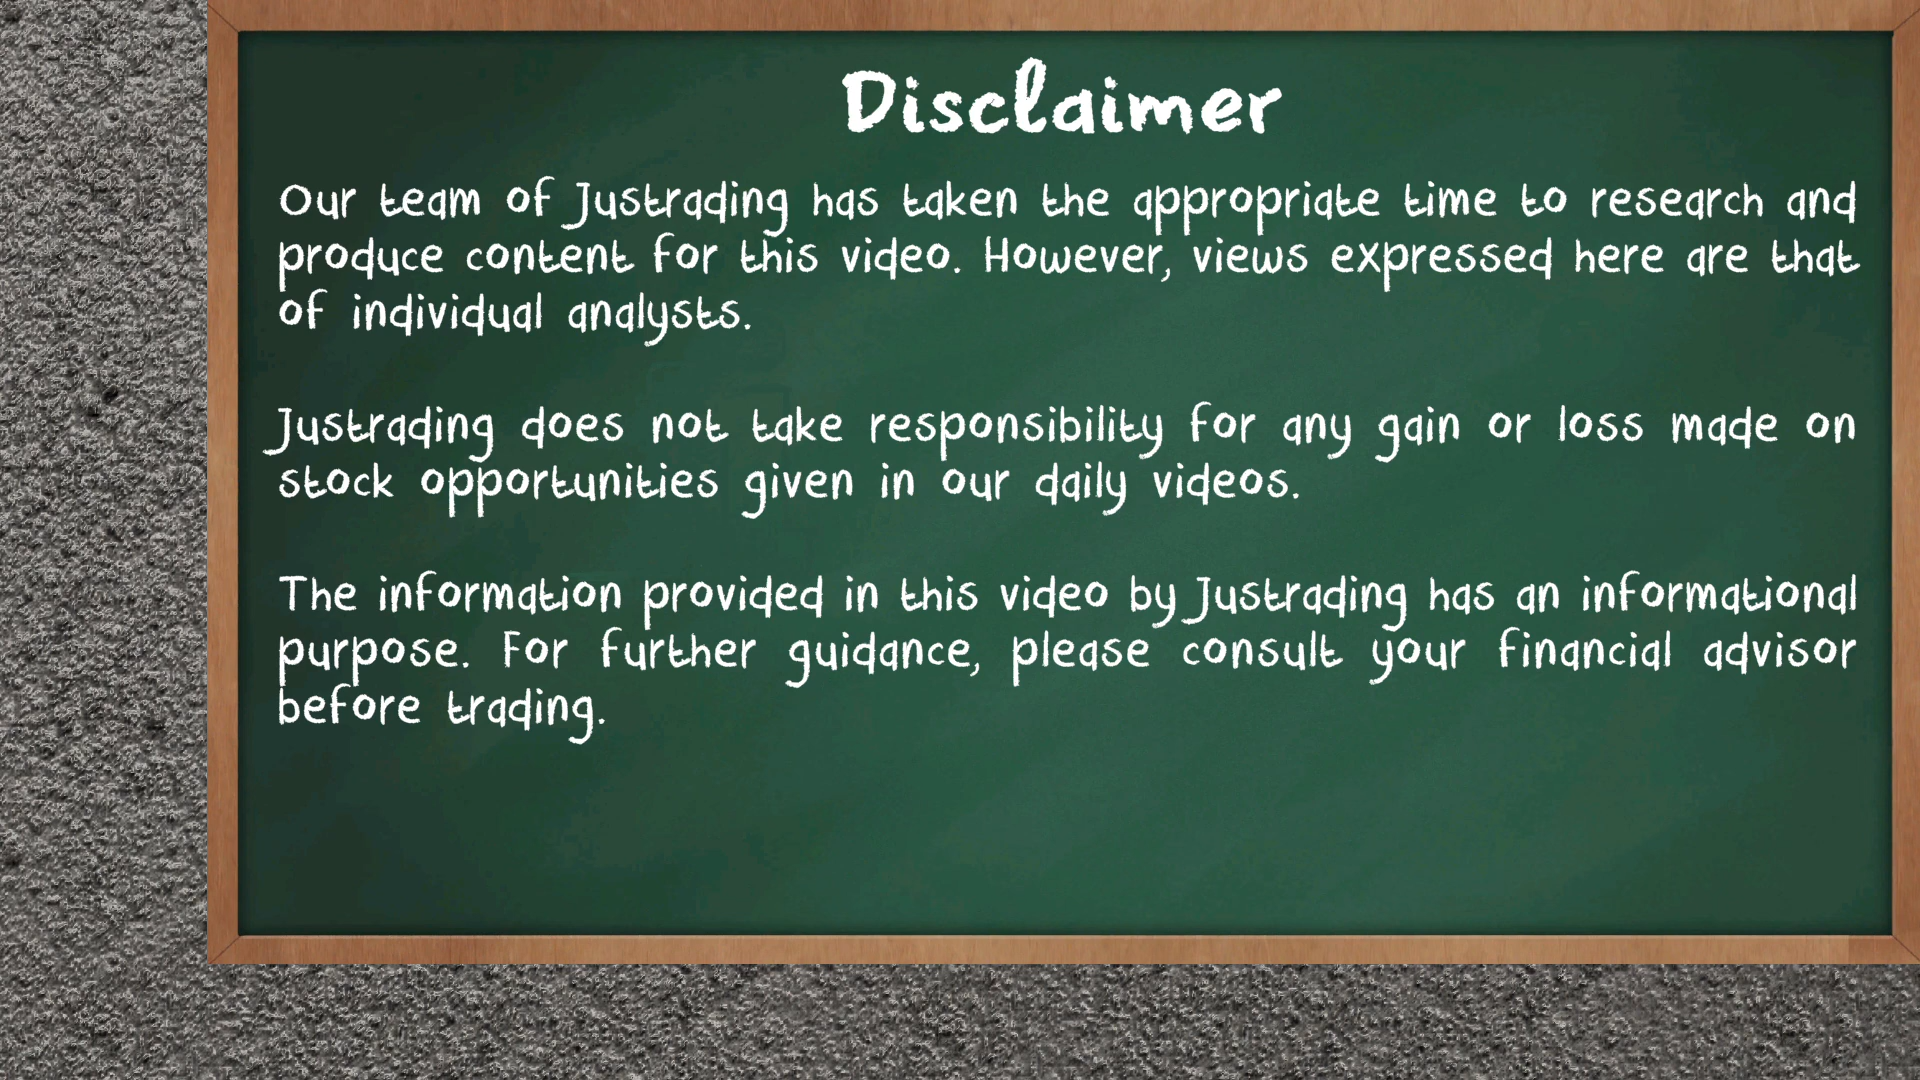 Disclaimer
Our team of Justrading has taken the appropriate time to research and
produce content for this video. However, views expressed here are that
of individual analysts.
Justrading does not take responsibility for any gain or loss made on
stock opportunities given in our daily videos.
The information provided in this video by Justrading has an informational
purpose. For further guidance, please consult your financial advisor
before trading.